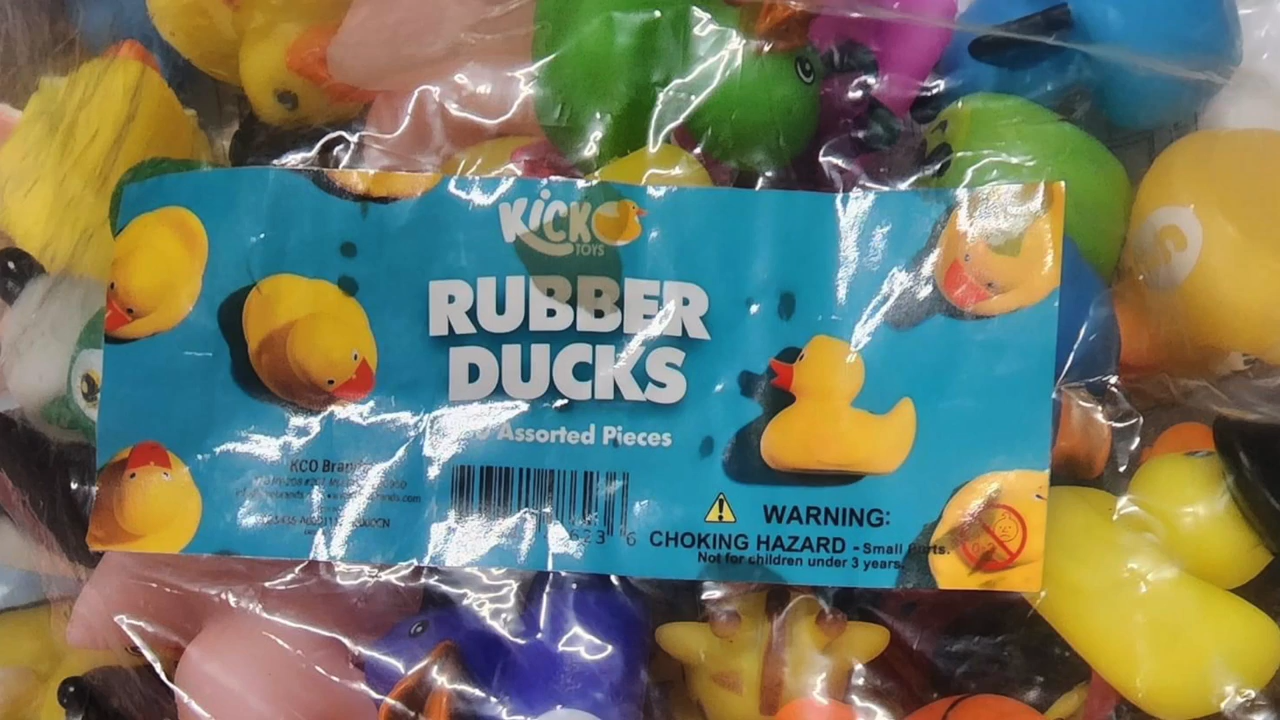 KiCKO
TOYS
RUBBER
DUCKS
Assorted Pieces
KCO Brands
WARNING:
CHOKING HAZARD - Small Parts.
Not for children under 3 years.